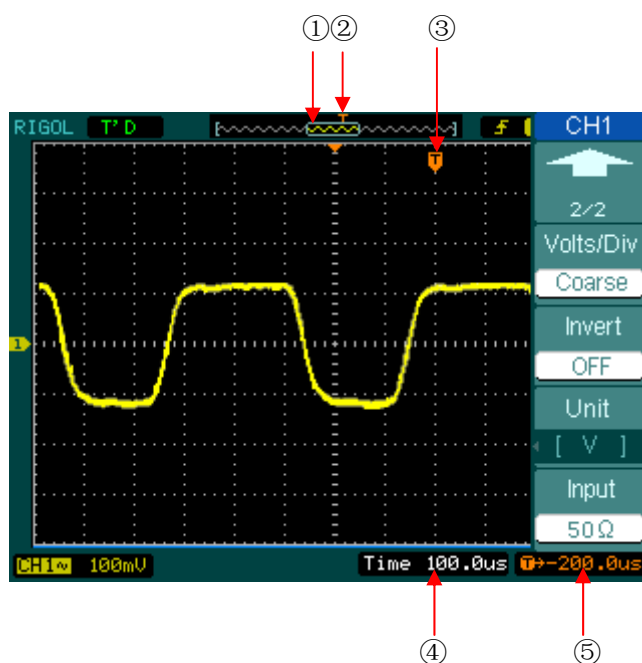 ①② ③
RIGOL T'D T CH1
T
2/2
Volts/Div
Coarse
Invert
OFF
1
Unit
[ V ]
Input
50Ω
CH1~ 100mV Time 100.0us T→-200.0us
④ ⑤